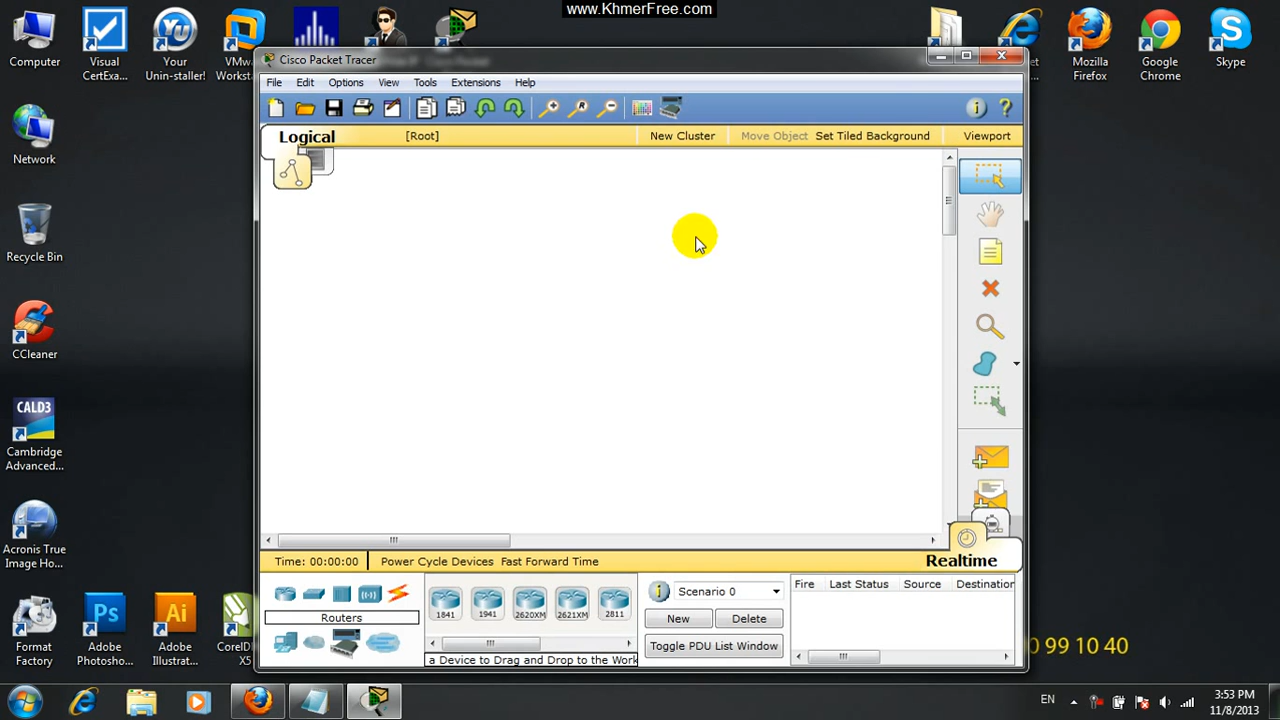 www.KhmerFree.com
Computer
Visual
CertExa...
Your
Unin-staller!
VMw
Workst
Mozilla
Firefox
Google
Chrome
Skype
Network
Recycle Bin
CCleaner
CALD3
Cambridge
Advanced...
Acronis True
Image Ho...
Format
Factory
Ps
Adobe
Photosho...
Ai
Adobe
Illustrat...
CorelD
X5
Cisco Packet Tracer
File Edit Options View Tools Extensions Help
Logical [Root] New Cluster Move Object Set Tiled Background Viewport
Time: 00:00:00 Power Cycle Devices Fast Forward Time Realtime
Routers
1841 1941 2620XM 2621XM 2811
a Device to Drag and Drop to the Work
Scenario 0
New Delete
Toggle PDU List Window
Fire Last Status Source Destination
0 99 10 40
EN
3:53 PM
11/8/2013